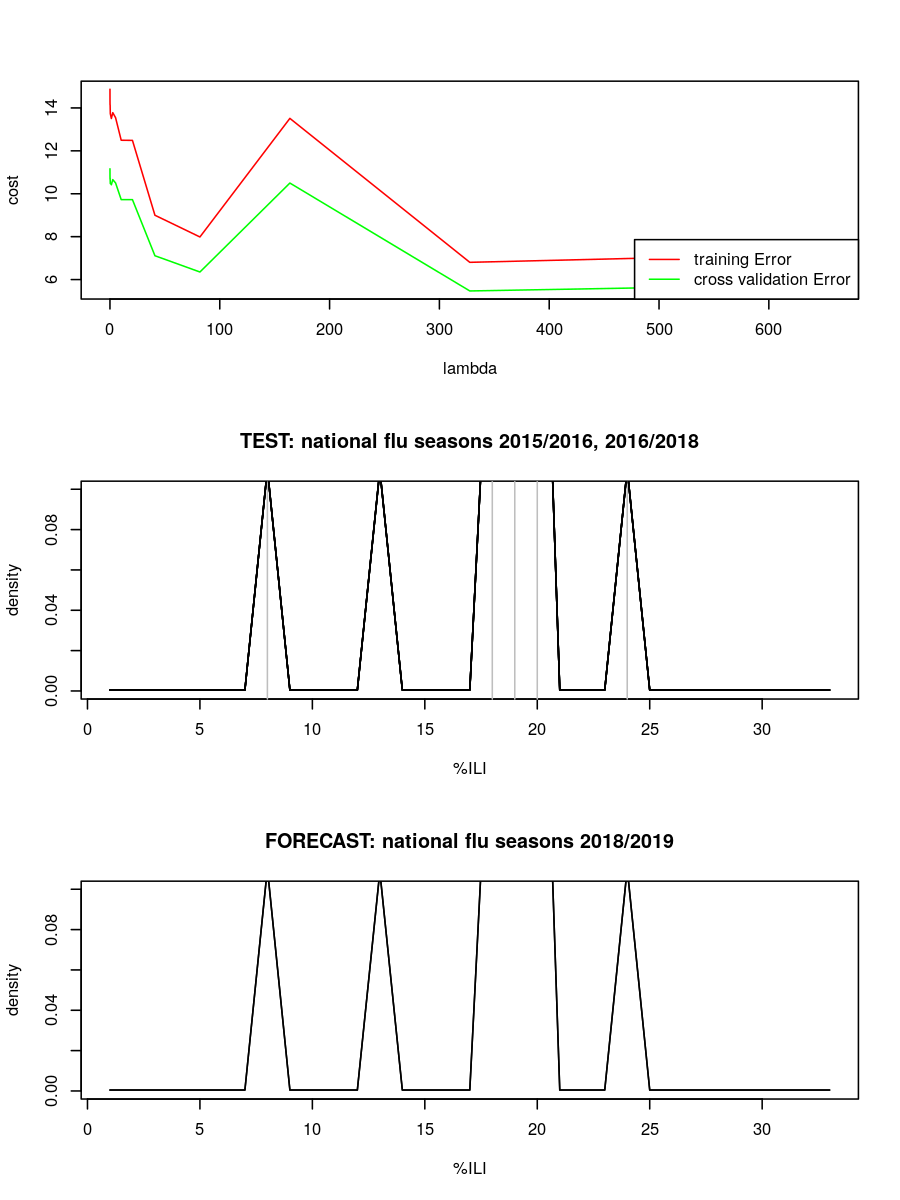 cost
14
12
10
8
6
training Error
cross validation Error
0 100 200 300 400 500 600
lambda
TEST: national flu seasons 2015/2016, 2016/2018
density
0.08
0.04
0.00
0 5 10 15 20 25 30
%ILI
FORECAST: national flu seasons 2018/2019
density
0.08
0.04
0.00
0 5 10 15 20 25 30
%ILI